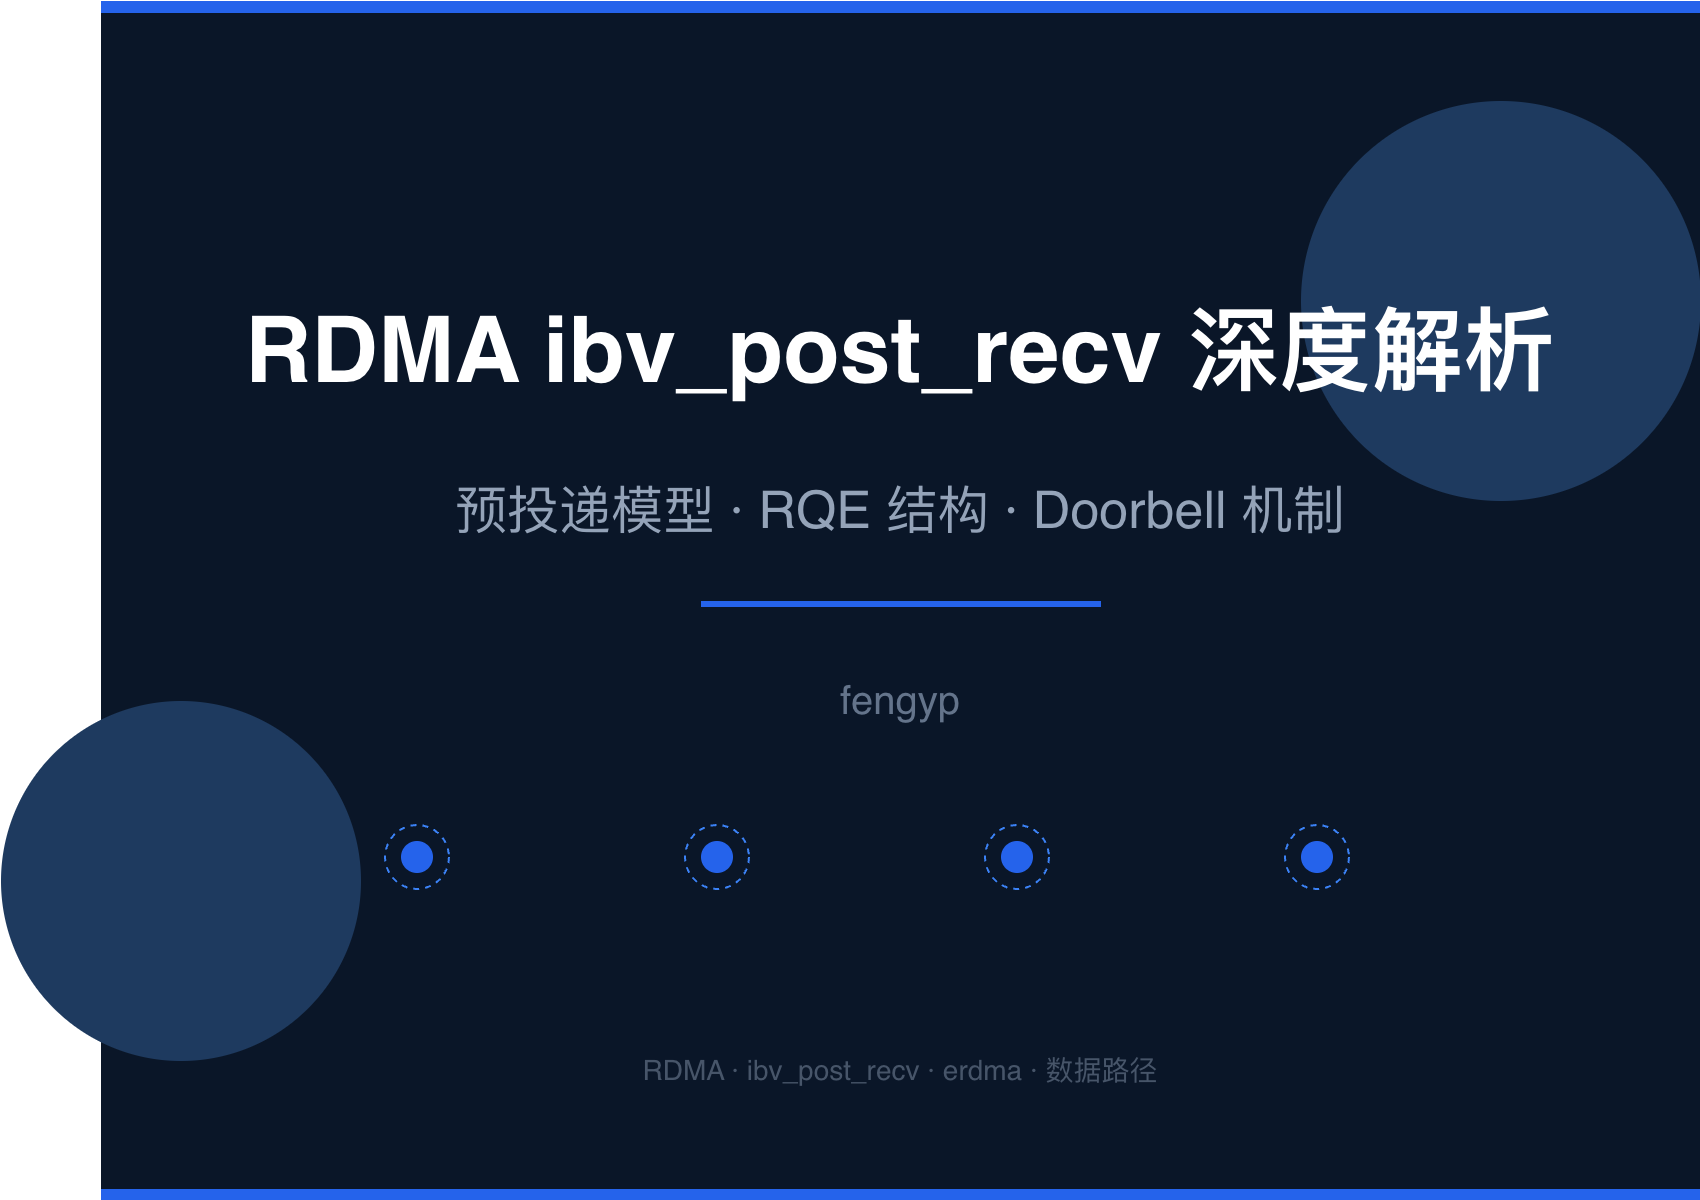 RDMA ibv_post_recv 深度解析
预投递模型 · RQE 结构 · Doorbell 机制
fengyp
RDMA · ibv_post_recv · erdma · 数据路径